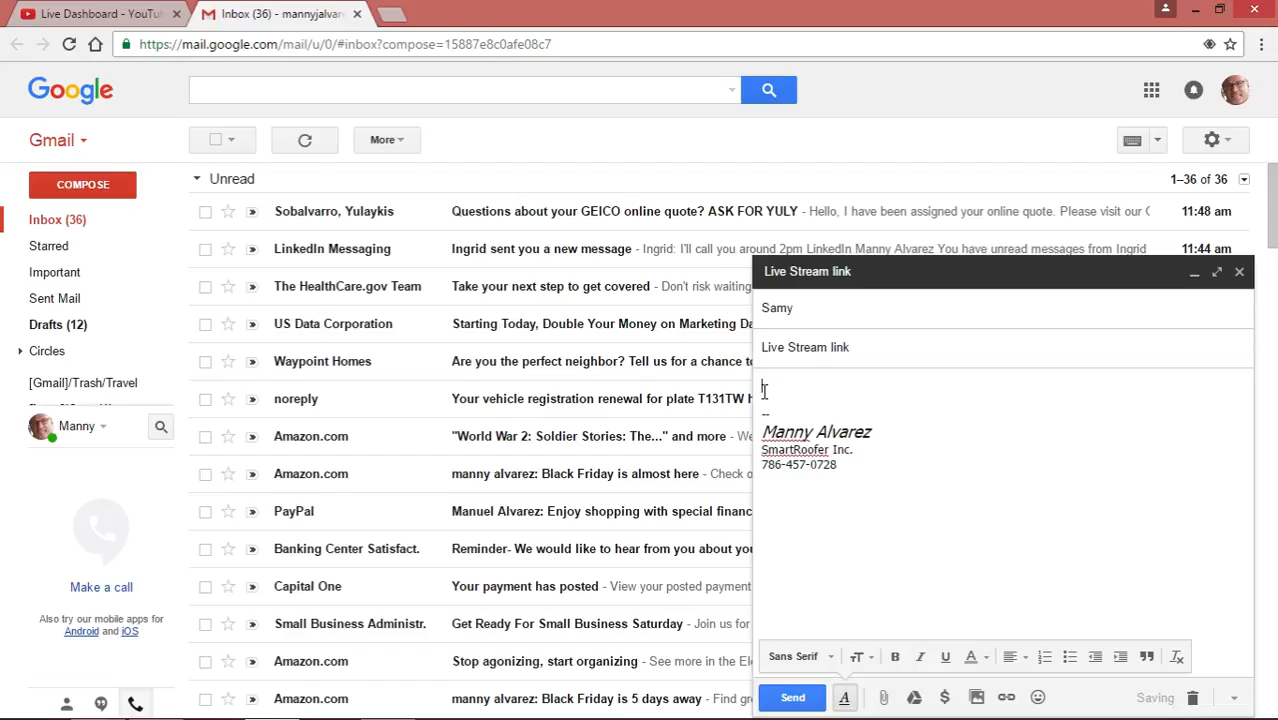 Live Dashboard - YouTu
Inbox (36) - mannyjalvar
https://mail.google.com/mail/u/0/#inbox?compose=15887e8c0afe08c7
Google
Gmail
More
COMPOSE
Inbox (36)
Starred
Important
Sent Mail
Drafts (12)
Circles
[Gmail]/Trash/Travel
Manny
Make a call
Also try our mobile apps for
Android and iOS
Unread
1–36 of 36
Sobalvarro, Yulaykis Questions about your GEICO online quote? ASK FOR YULY - Hello, I have been assigned your online quote. Please visit our 11:48 am
LinkedIn Messaging Ingrid sent you a new message - Ingrid: I'll call you around 2pm LinkedIn Manny Alvarez You have unread messages from Ingrid 11:44 am
The HealthCare.gov Team Take your next step to get covered - Don't risk waiting
US Data Corporation Starting Today, Double Your Money on Marketing Da
Waypoint Homes Are you the perfect neighbor? Tell us for a chance t
noreply Your vehicle registration renewal for plate T131TW h
Amazon.com "World War 2: Soldier Stories: The..." and more - We
Amazon.com manny alvarez: Black Friday is almost here - Check o
PayPal Manuel Alvarez: Enjoy shopping with special financ
Banking Center Satisfact. Reminder- We would like to hear from you about you
Capital One Your payment has posted - View your posted payment
Small Business Administr. Get Ready For Small Business Saturday - Join us for
Amazon.com Stop agonizing, start organizing - See more in the Ele
Amazon.com manny alvarez: Black Friday is 5 days away - Find gr
Live Stream link
Samy
Live Stream link
--
Manny Alvarez
SmartRoofer Inc.
786-457-0728
Sans Serif
Send
Saving